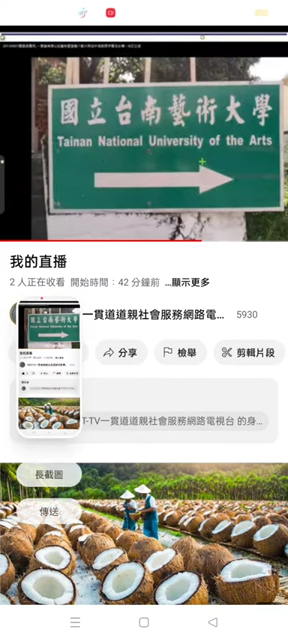 國立台南藝術大學
Tainan National University of the Arts
我的直播
2 人正在收看 開始時間：42 分鐘前 ...顯示更多
一貫道道親社會服務網路電... 5930
分享 檢舉 剪輯片段
T-TV一貫道道親社會服務網路電視台 的身...
長截圖
傳送